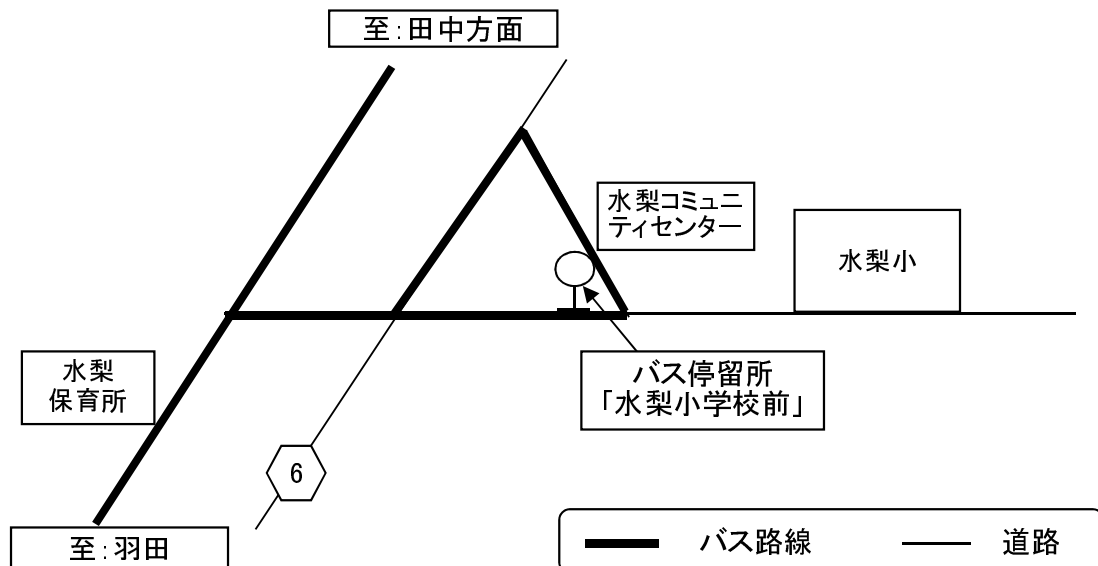 至:田中方面
水梨コミュニ
ティセンター
水梨小
水梨
保育所
バス停留所
「水梨小学校前」
6
至:羽田
バス路線
道路